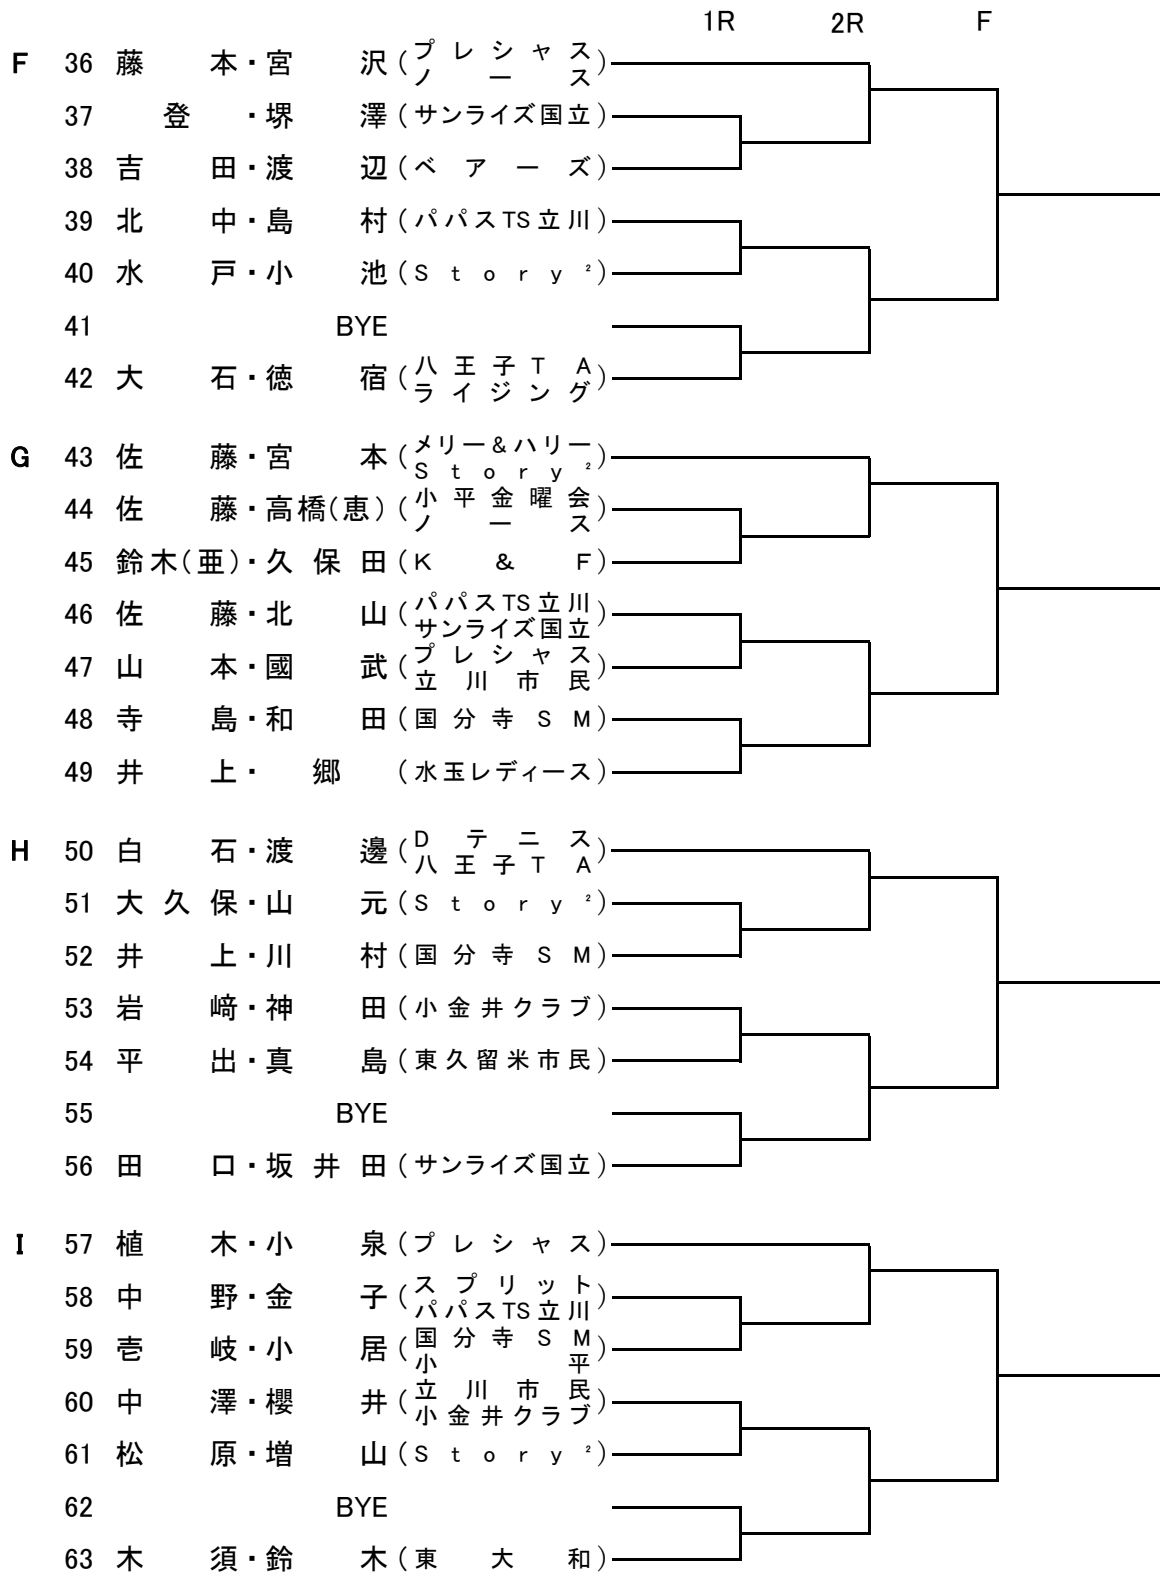 1R 2R F
F 36 藤本・宮沢(プレシャス ノース)
37 登・堺澤(サンライズ国立)
38 吉田・渡辺(ベアーズ)
39 北中・島村(パパスTS立川)
40 水戸・小池(Story²)
41 BYE
42 大石・徳宿(八王子TA ライジング)
G 43 佐藤・宮本(メリー&ハリー Story²)
44 佐藤・高橋(恵)(小平金曜会 ノース)
45 鈴木(亜)・久保田(K & F)
46 佐藤・北山(パパスTS立川 サンライズ国立)
47 山本・國武(プレシャス 立川市民)
48 寺島・和田(国分寺SM)
49 井上・郷(水玉レディース)
H 50 白石・渡邊(Dテニス 八王子TA)
51 大久保・山元(Story²)
52 井上・川村(国分寺SM)
53 岩﨑・神田(小金井クラブ)
54 平出・真島(東久留米市民)
55 BYE
56 田口・坂井田(サンライズ国立)
I 57 植木・小泉(プレシャス)
58 中野・金子(スプリット パパスTS立川)
59 壱岐・小居(国分寺SM 小平)
60 中澤・櫻井(立川市民 小金井クラブ)
61 松原・増山(Story²)
62 BYE
63 木須・鈴木(東大和)